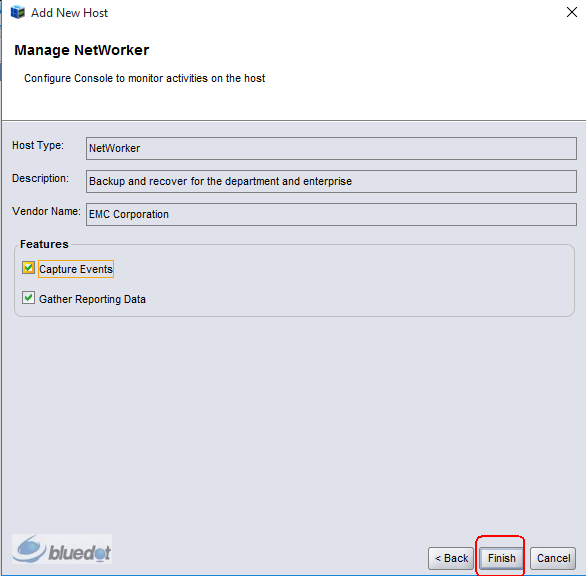 Add New Host
Manage NetWorker
Configure Console to monitor activities on the host
Host Type: NetWorker
Description: Backup and recover for the department and enterprise
Vendor Name: EMC Corporation
Features
Capture Events
Gather Reporting Data
bluedot
< Back Finish Cancel